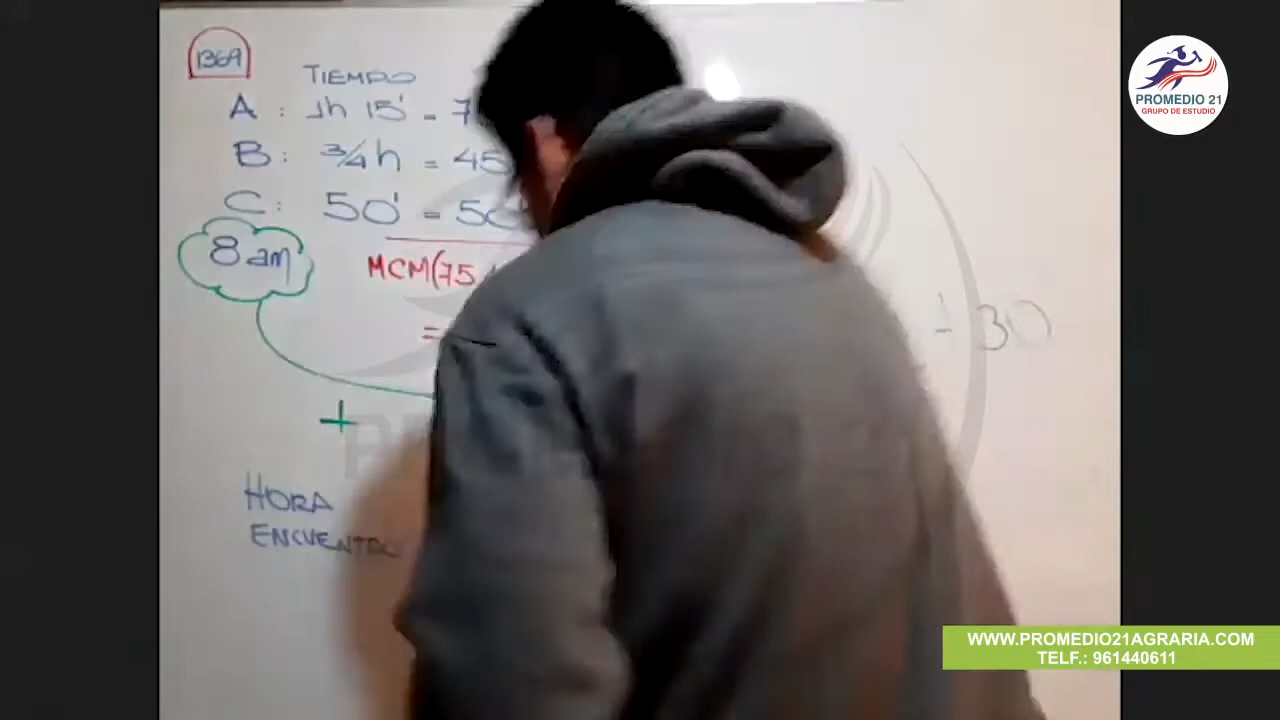 1369
TIEMPO
A : 1h 15' = 7
B : 3/4 h = 45
C : 50' = 50
8 am
MCM(75
=
+
HORA
ENCUENTRO
÷ 30
PROMEDIO 21
GRUPO DE ESTUDIO
WWW.PROMEDIO21AGRARIA.COM
TELF.: 961440611